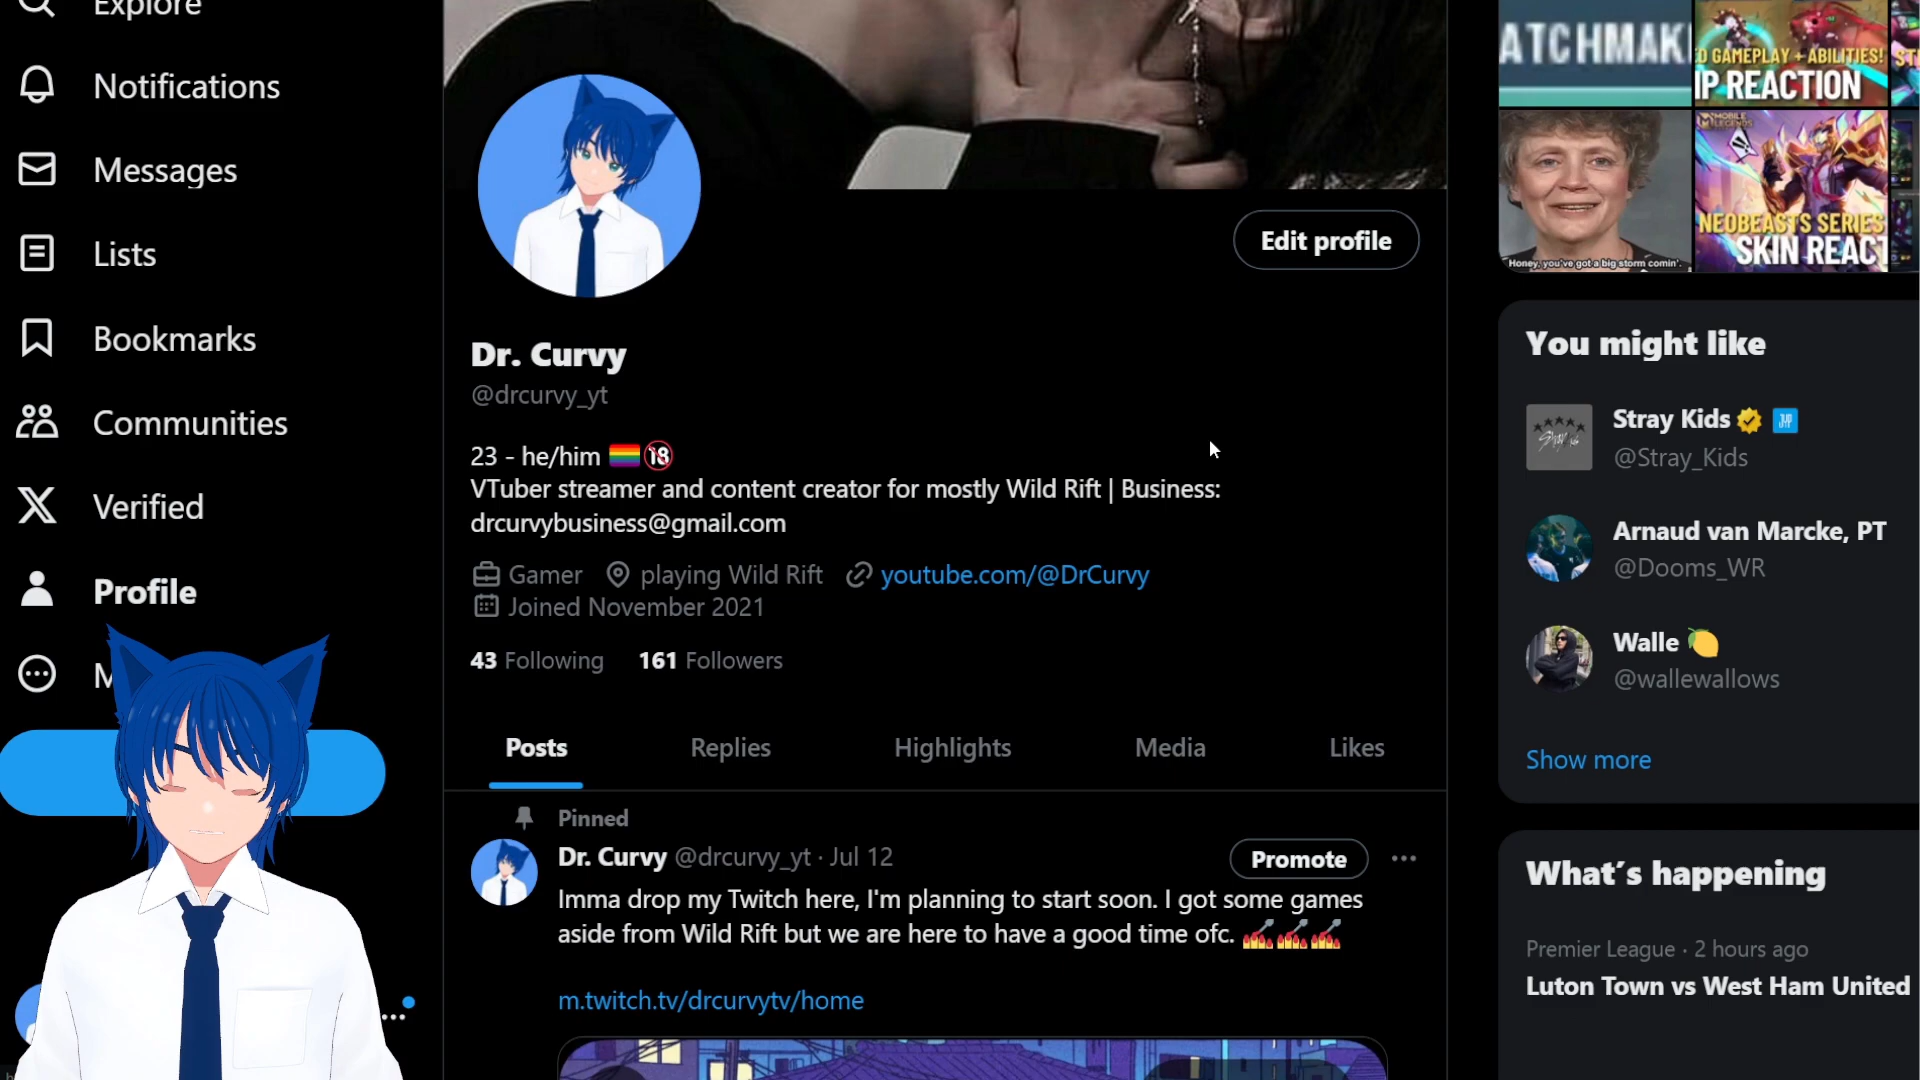 Explore
Notifications
Messages
Lists
Bookmarks
Communities
Verified
Profile
Edit profile
Dr. Curvy
@drcurvy_yt
23 - he/him 🏳️‍🌈🔞
VTuber streamer and content creator for mostly Wild Rift | Business:
drcurvybusiness@gmail.com
Gamer playing Wild Rift youtube.com/@DrCurvy
Joined November 2021
43 Following 161 Followers
Posts Replies Highlights Media Likes
Pinned
Dr. Curvy @drcurvy_yt · Jul 12
Promote
Imma drop my Twitch here, I'm planning to start soon. I got some games
aside from Wild Rift but we are here to have a good time ofc.
m.twitch.tv/drcurvytv/home
ATCHMAK
GAMEPLAY + ABILITIES!
IP REACTION
Honey, you've got a big storm comin'.
MOBILE LEGENDS
NEOBEASTS SERIES
SKIN REACT
You might like
Stray Kids
@Stray_Kids
Arnaud van Marcke, PT
@Dooms_WR
Walle 🍋
@wallewallows
Show more
What's happening
Premier League · 2 hours ago
Luton Town vs West Ham United